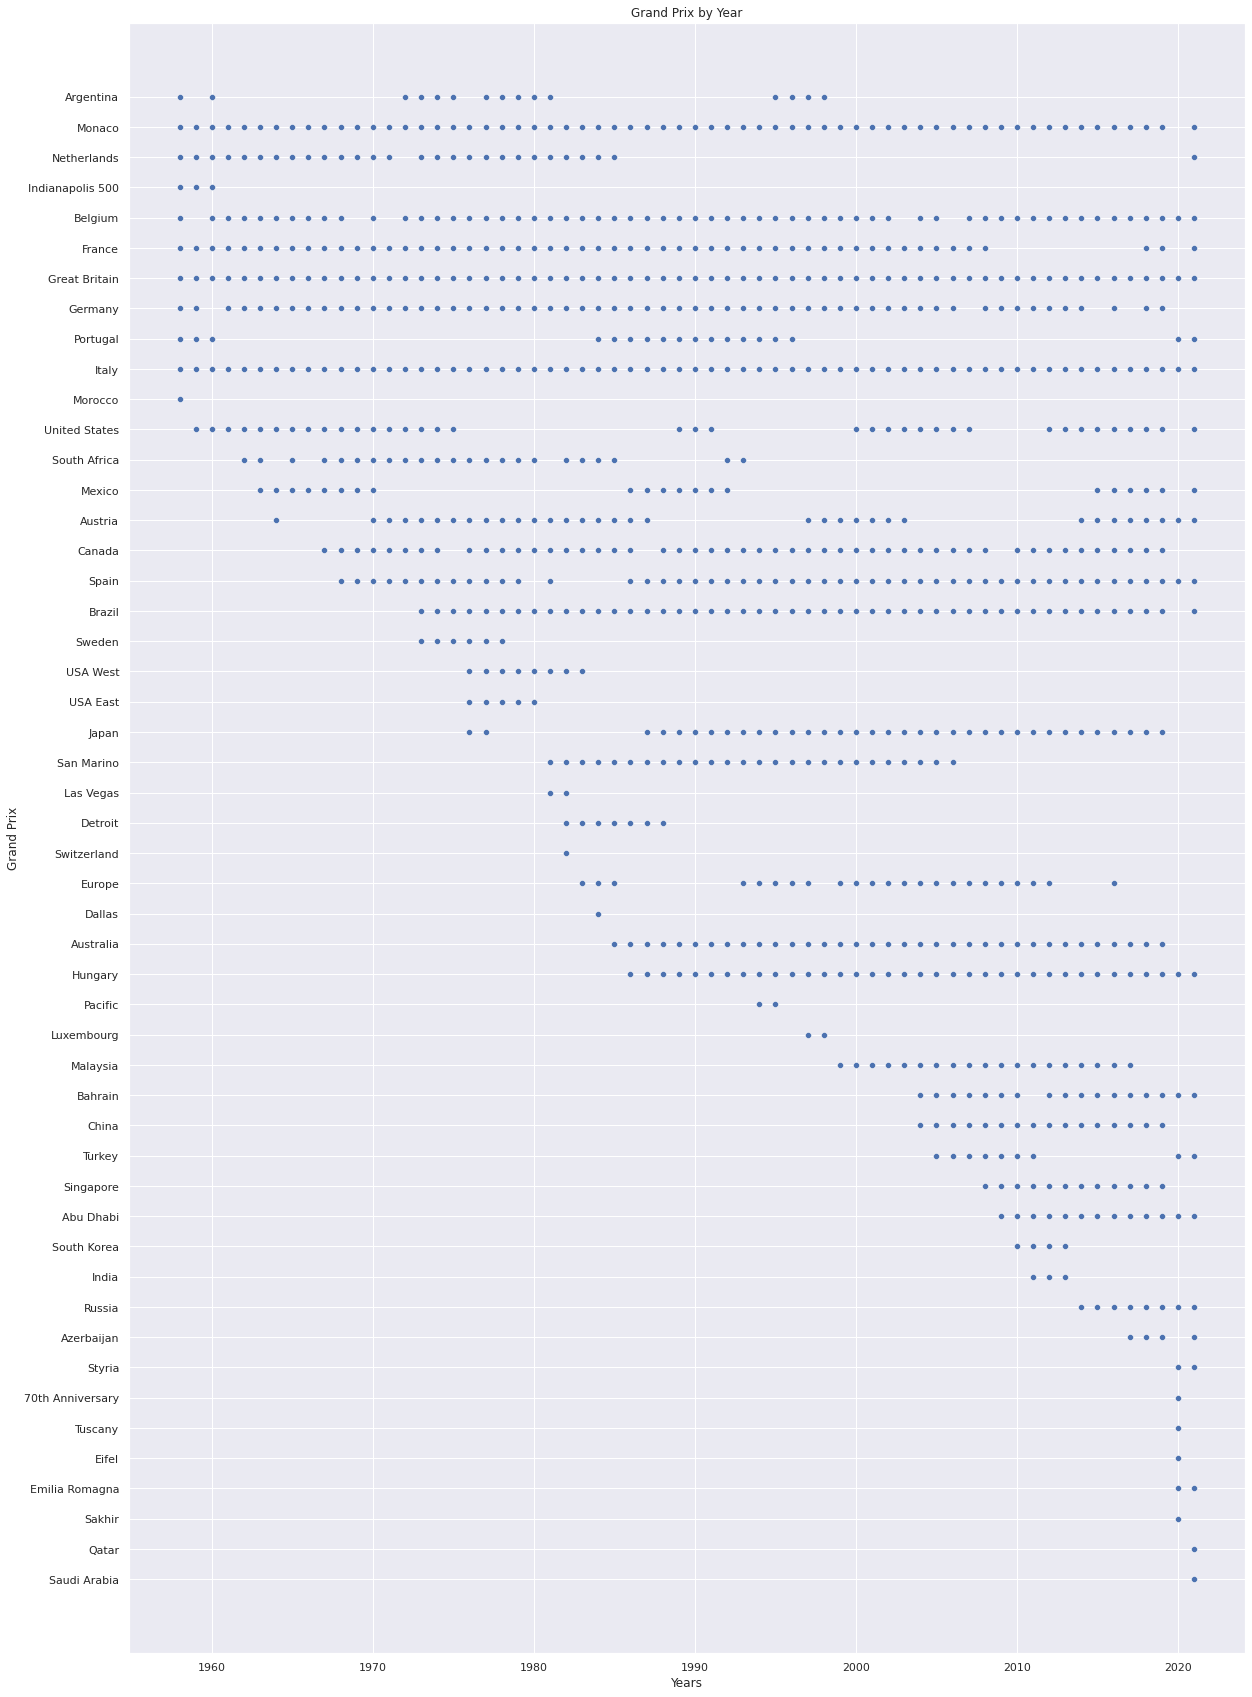 Grand Prix by Year
Argentina
Monaco
Netherlands
Indianapolis 500
Belgium
France
Great Britain
Germany
Portugal
Italy
Morocco
United States
South Africa
Mexico
Austria
Canada
Spain
Brazil
Sweden
USA West
USA East
Japan
San Marino
Las Vegas
Detroit
Switzerland
Europe
Dallas
Australia
Hungary
Pacific
Luxembourg
Malaysia
Bahrain
China
Turkey
Singapore
Abu Dhabi
South Korea
India
Russia
Azerbaijan
Styria
70th Anniversary
Tuscany
Eifel
Emilia Romagna
Sakhir
Qatar
Saudi Arabia
Grand Prix
1960 1970 1980 1990 2000 2010 2020
Years